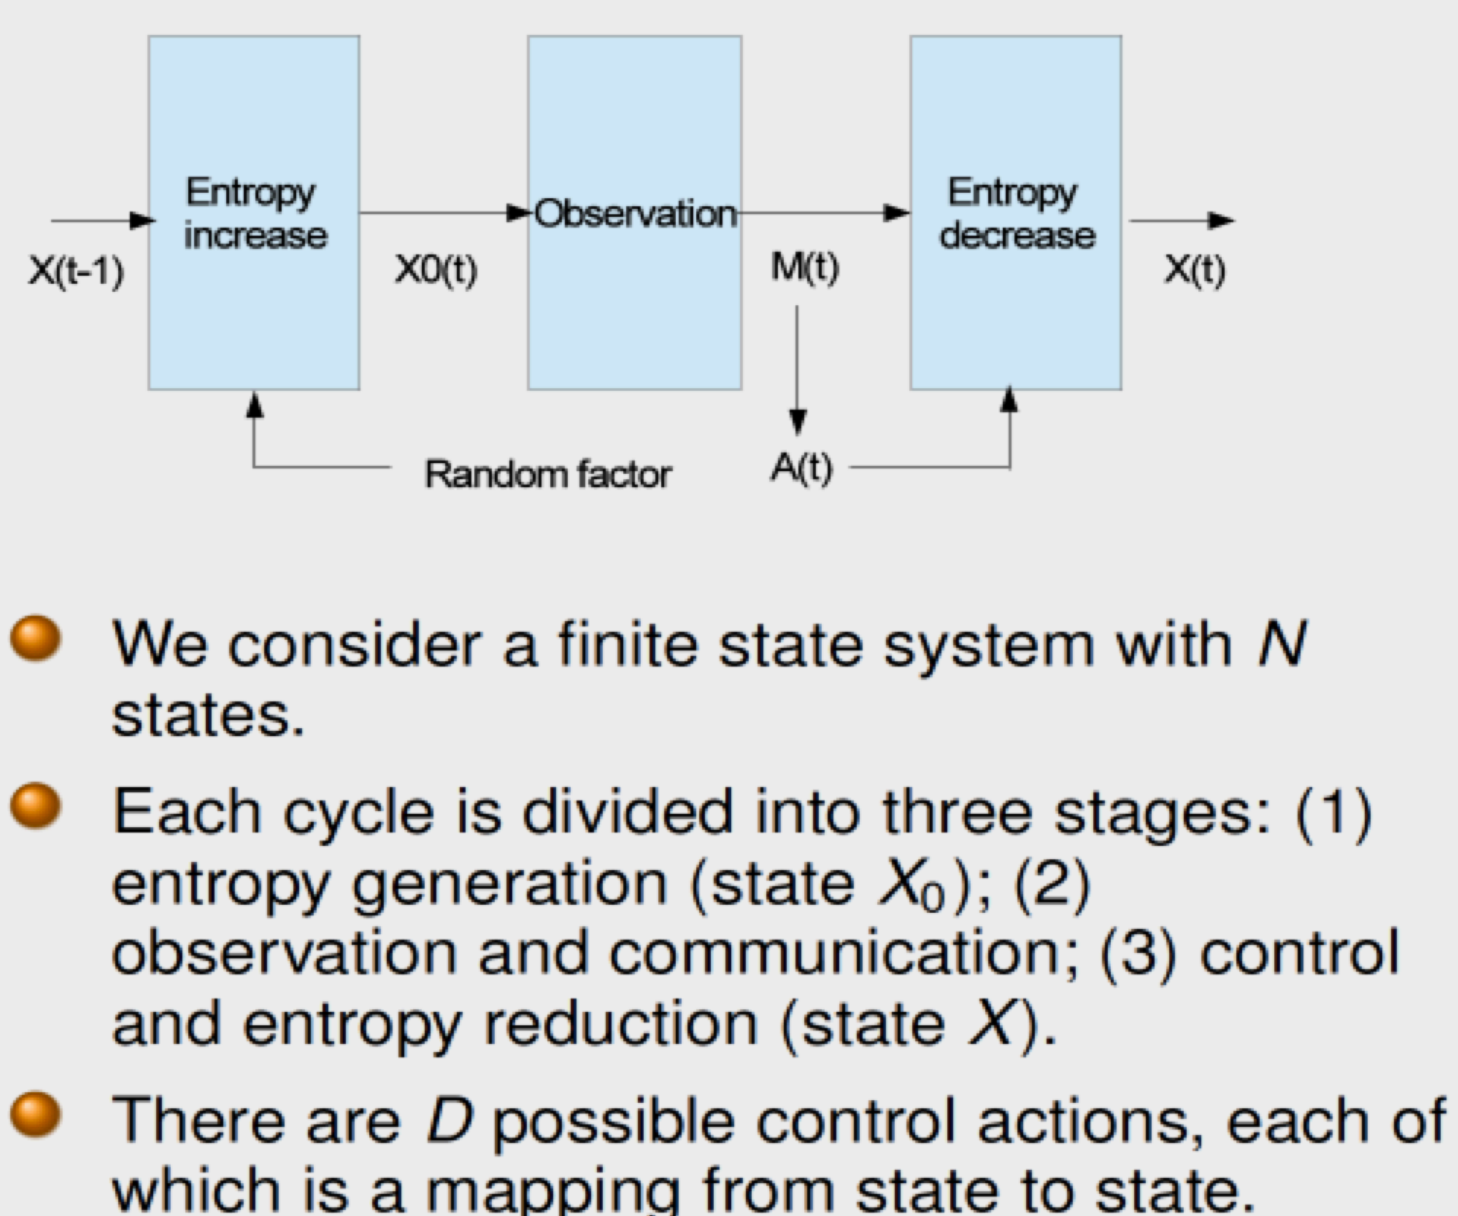 Entropy
increase
Observation
Entropy
decrease
X(t-1)
X0(t)
M(t)
X(t)
Random factor
A(t)
We consider a finite state system with N
states.
Each cycle is divided into three stages: (1)
entropy generation (state X₀); (2)
observation and communication; (3) control
and entropy reduction (state X).
There are D possible control actions, each of
which is a mapping from state to state.